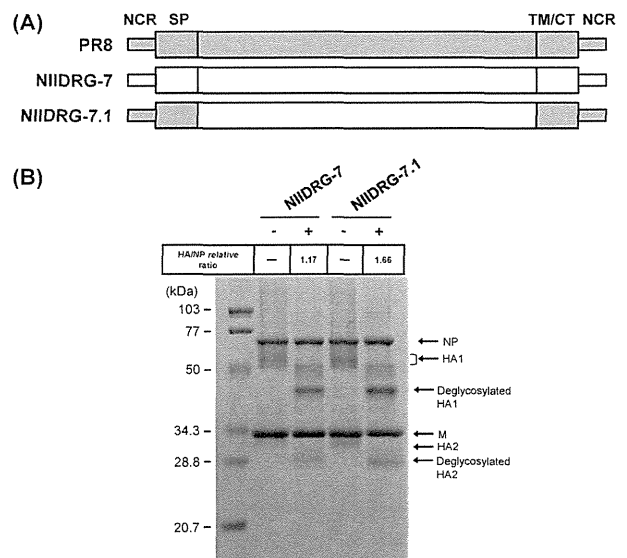 (A)
NCR SP TM/CT NCR
PR8
NIIDRG-7
NIIDRG-7.1
(B)
NIIDRG-7 NIIDRG-7.1
- + - +
HA/NP relative ratio — 1.17 — 1.66
(kDa)
103
77
NP
HA1
50
Deglycosylated
HA1
34.3
M
HA2
28.8
Deglycosylated
HA2
20.7